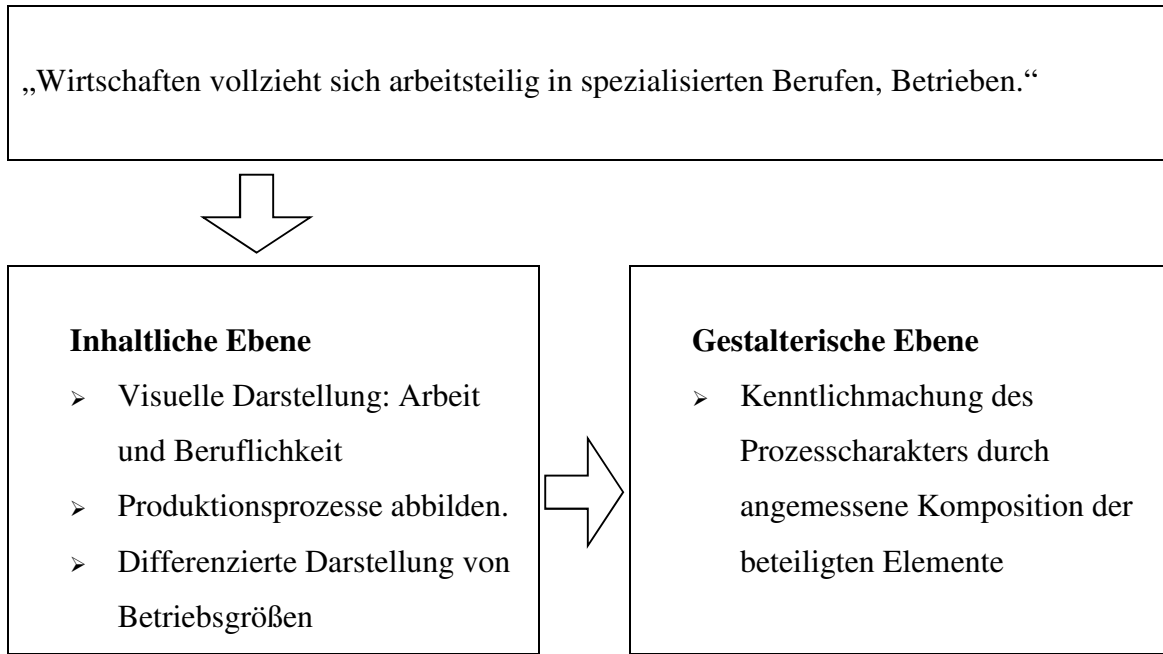 „Wirtschaften vollzieht sich arbeitsteilig in spezialisierten Berufen, Betrieben.“
Inhaltliche Ebene
➢ Visuelle Darstellung: Arbeit
und Beruflichkeit
➢ Produktionsprozesse abbilden.
➢ Differenzierte Darstellung von
Betriebsgrößen
Gestalterische Ebene
➢ Kenntlichmachung des
Prozesscharakters durch
angemessene Komposition der
beteiligten Elemente